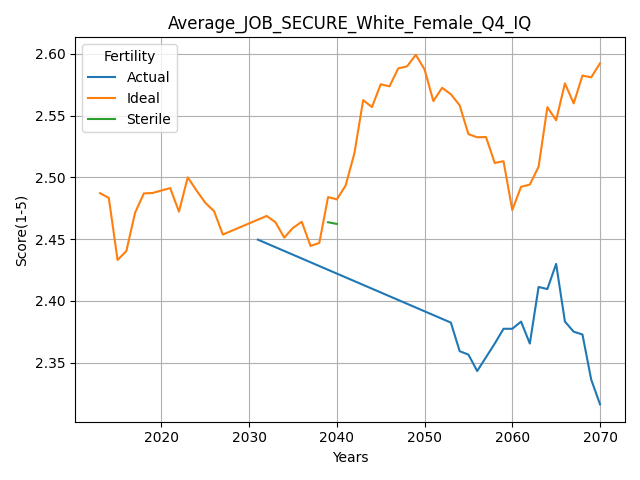 Average_JOB_SECURE_White_Female_Q4_IQ
Fertility
Actual
Ideal
Sterile
Score(1-5)
2.60
2.55
2.50
2.45
2.40
2.35
2020
2030
2040
2050
2060
2070
Years